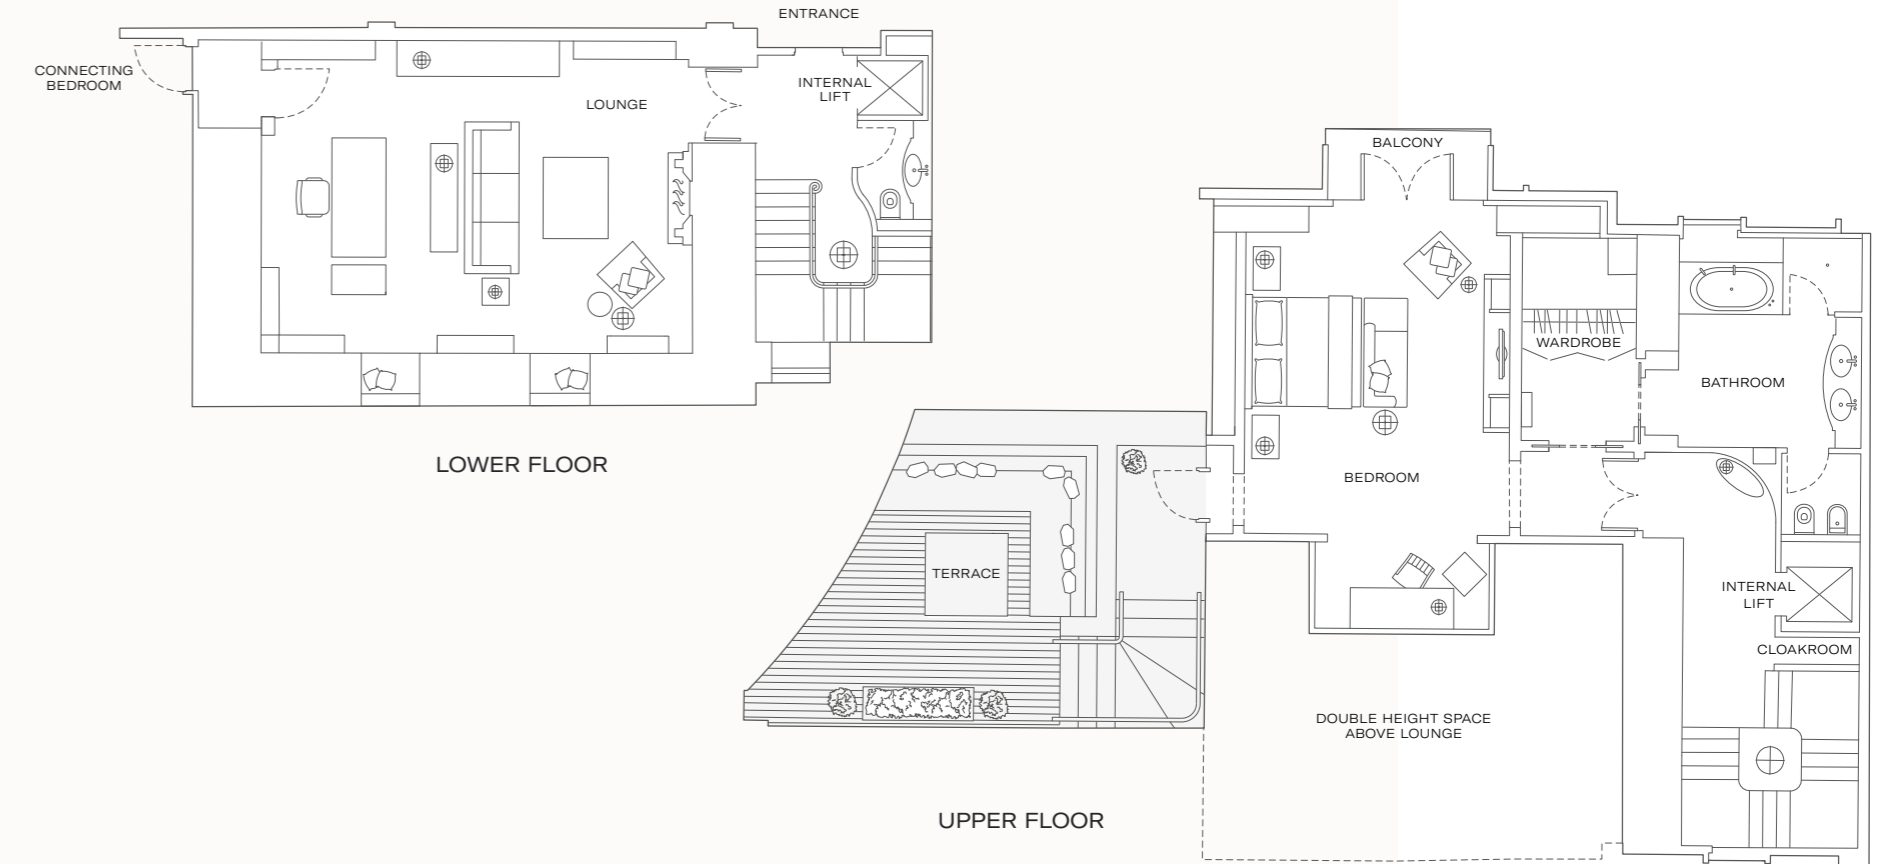 ENTRANCE
CONNECTING
BEDROOM
INTERNAL
LIFT
LOUNGE
LOWER FLOOR
BALCONY
WARDROBE
BATHROOM
BEDROOM
TERRACE
INTERNAL
LIFT
CLOAKROOM
DOUBLE HEIGHT SPACE
ABOVE LOUNGE
UPPER FLOOR